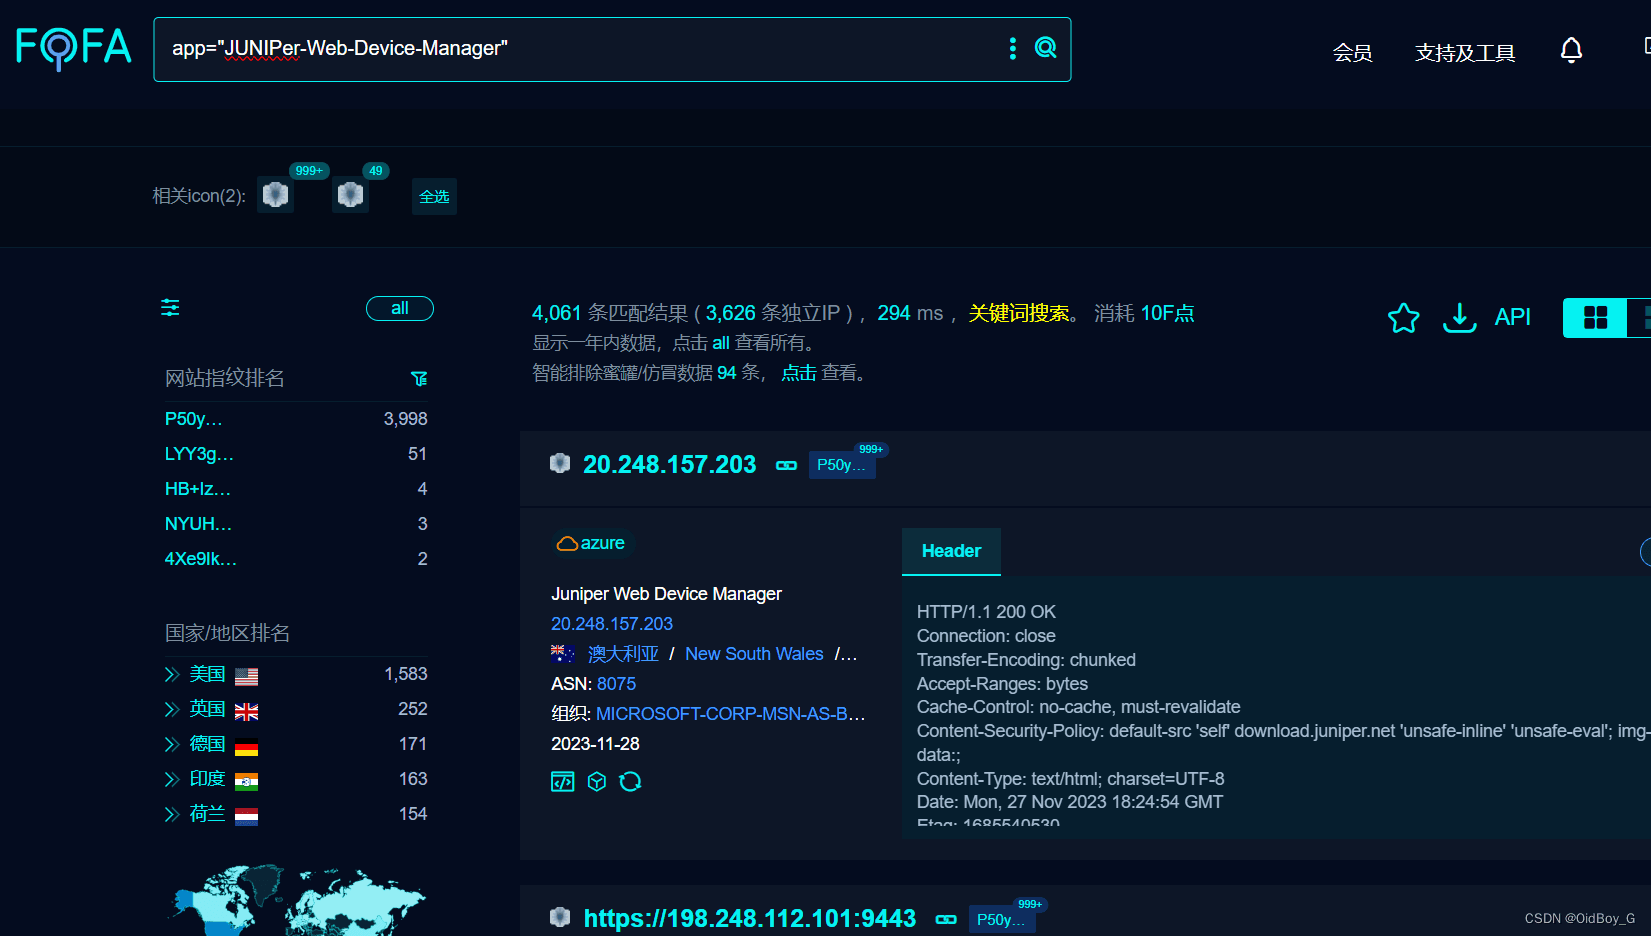 FOFA
app="JUNIPer-Web-Device-Manager"
会员
支持及工具
相关icon(2):
999+
49
全选
all
4,061 条匹配结果 ( 3,626 条独立IP ) ，294 ms ，关键词搜索。 消耗 10F点
显示一年内数据，点击 all 查看所有。
智能排除蜜罐/仿冒数据 94 条， 点击 查看。
API
网站指纹排名
P50y... 3,998
LYY3g... 51
HB+Iz... 4
NYUH... 3
4Xe9Ik... 2
国家/地区排名
美国 1,583
英国 252
德国 171
印度 163
荷兰 154
20.248.157.203
P50y...
999+
azure
Juniper Web Device Manager
20.248.157.203
澳大利亚 / New South Wales /...
ASN: 8075
组织: MICROSOFT-CORP-MSN-AS-B...
2023-11-28
Header
HTTP/1.1 200 OK
Connection: close
Transfer-Encoding: chunked
Accept-Ranges: bytes
Cache-Control: no-cache, must-revalidate
Content-Security-Policy: default-src 'self' download.juniper.net 'unsafe-inline' 'unsafe-eval'; img-
data:;
Content-Type: text/html; charset=UTF-8
Date: Mon, 27 Nov 2023 18:24:54 GMT
Etag: 1685540530
https://198.248.112.101:9443
P50y...
999+
CSDN @OidBoy_G